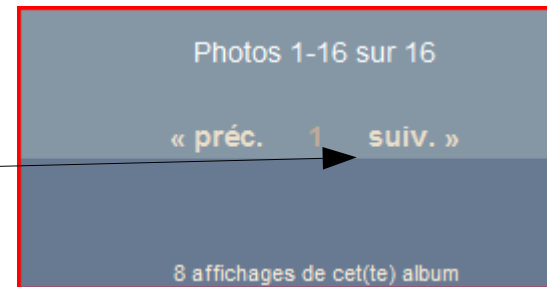 Photos 1-16 sur 16
« préc. 1 suiv. »
8 affichages de cet(te) album